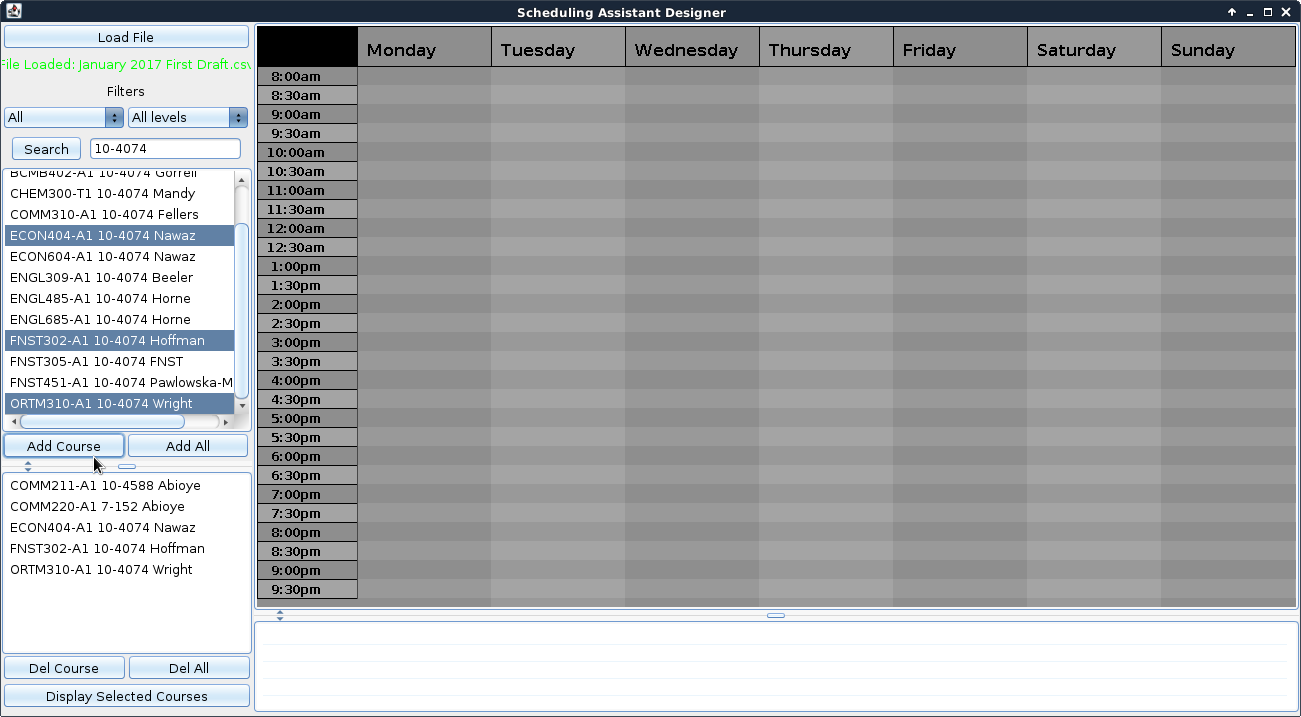 Scheduling Assistant Designer
Load File
File Loaded: January 2017 First Draft.csv
Filters
All All levels
Search 10-4074
BCMB402-A1 10-4074 Gorrell
CHEM300-T1 10-4074 Mandy
COMM310-A1 10-4074 Fellers
ECON404-A1 10-4074 Nawaz
ECON604-A1 10-4074 Nawaz
ENGL309-A1 10-4074 Beeler
ENGL485-A1 10-4074 Horne
ENGL685-A1 10-4074 Horne
FNST302-A1 10-4074 Hoffman
FNST305-A1 10-4074 FNST
FNST451-A1 10-4074 Pawlowska-M
ORTM310-A1 10-4074 Wright
Add Course Add All
COMM211-A1 10-4588 Abioye
COMM220-A1 7-152 Abioye
ECON404-A1 10-4074 Nawaz
FNST302-A1 10-4074 Hoffman
ORTM310-A1 10-4074 Wright
Del Course Del All
Display Selected Courses
Monday Tuesday Wednesday Thursday Friday Saturday Sunday
8:00am
8:30am
9:00am
9:30am
10:00am
10:30am
11:00am
11:30am
12:00am
12:30am
1:00pm
1:30pm
2:00pm
2:30pm
3:00pm
3:30pm
4:00pm
4:30pm
5:00pm
5:30pm
6:00pm
6:30pm
7:00pm
7:30pm
8:00pm
8:30pm
9:00pm
9:30pm